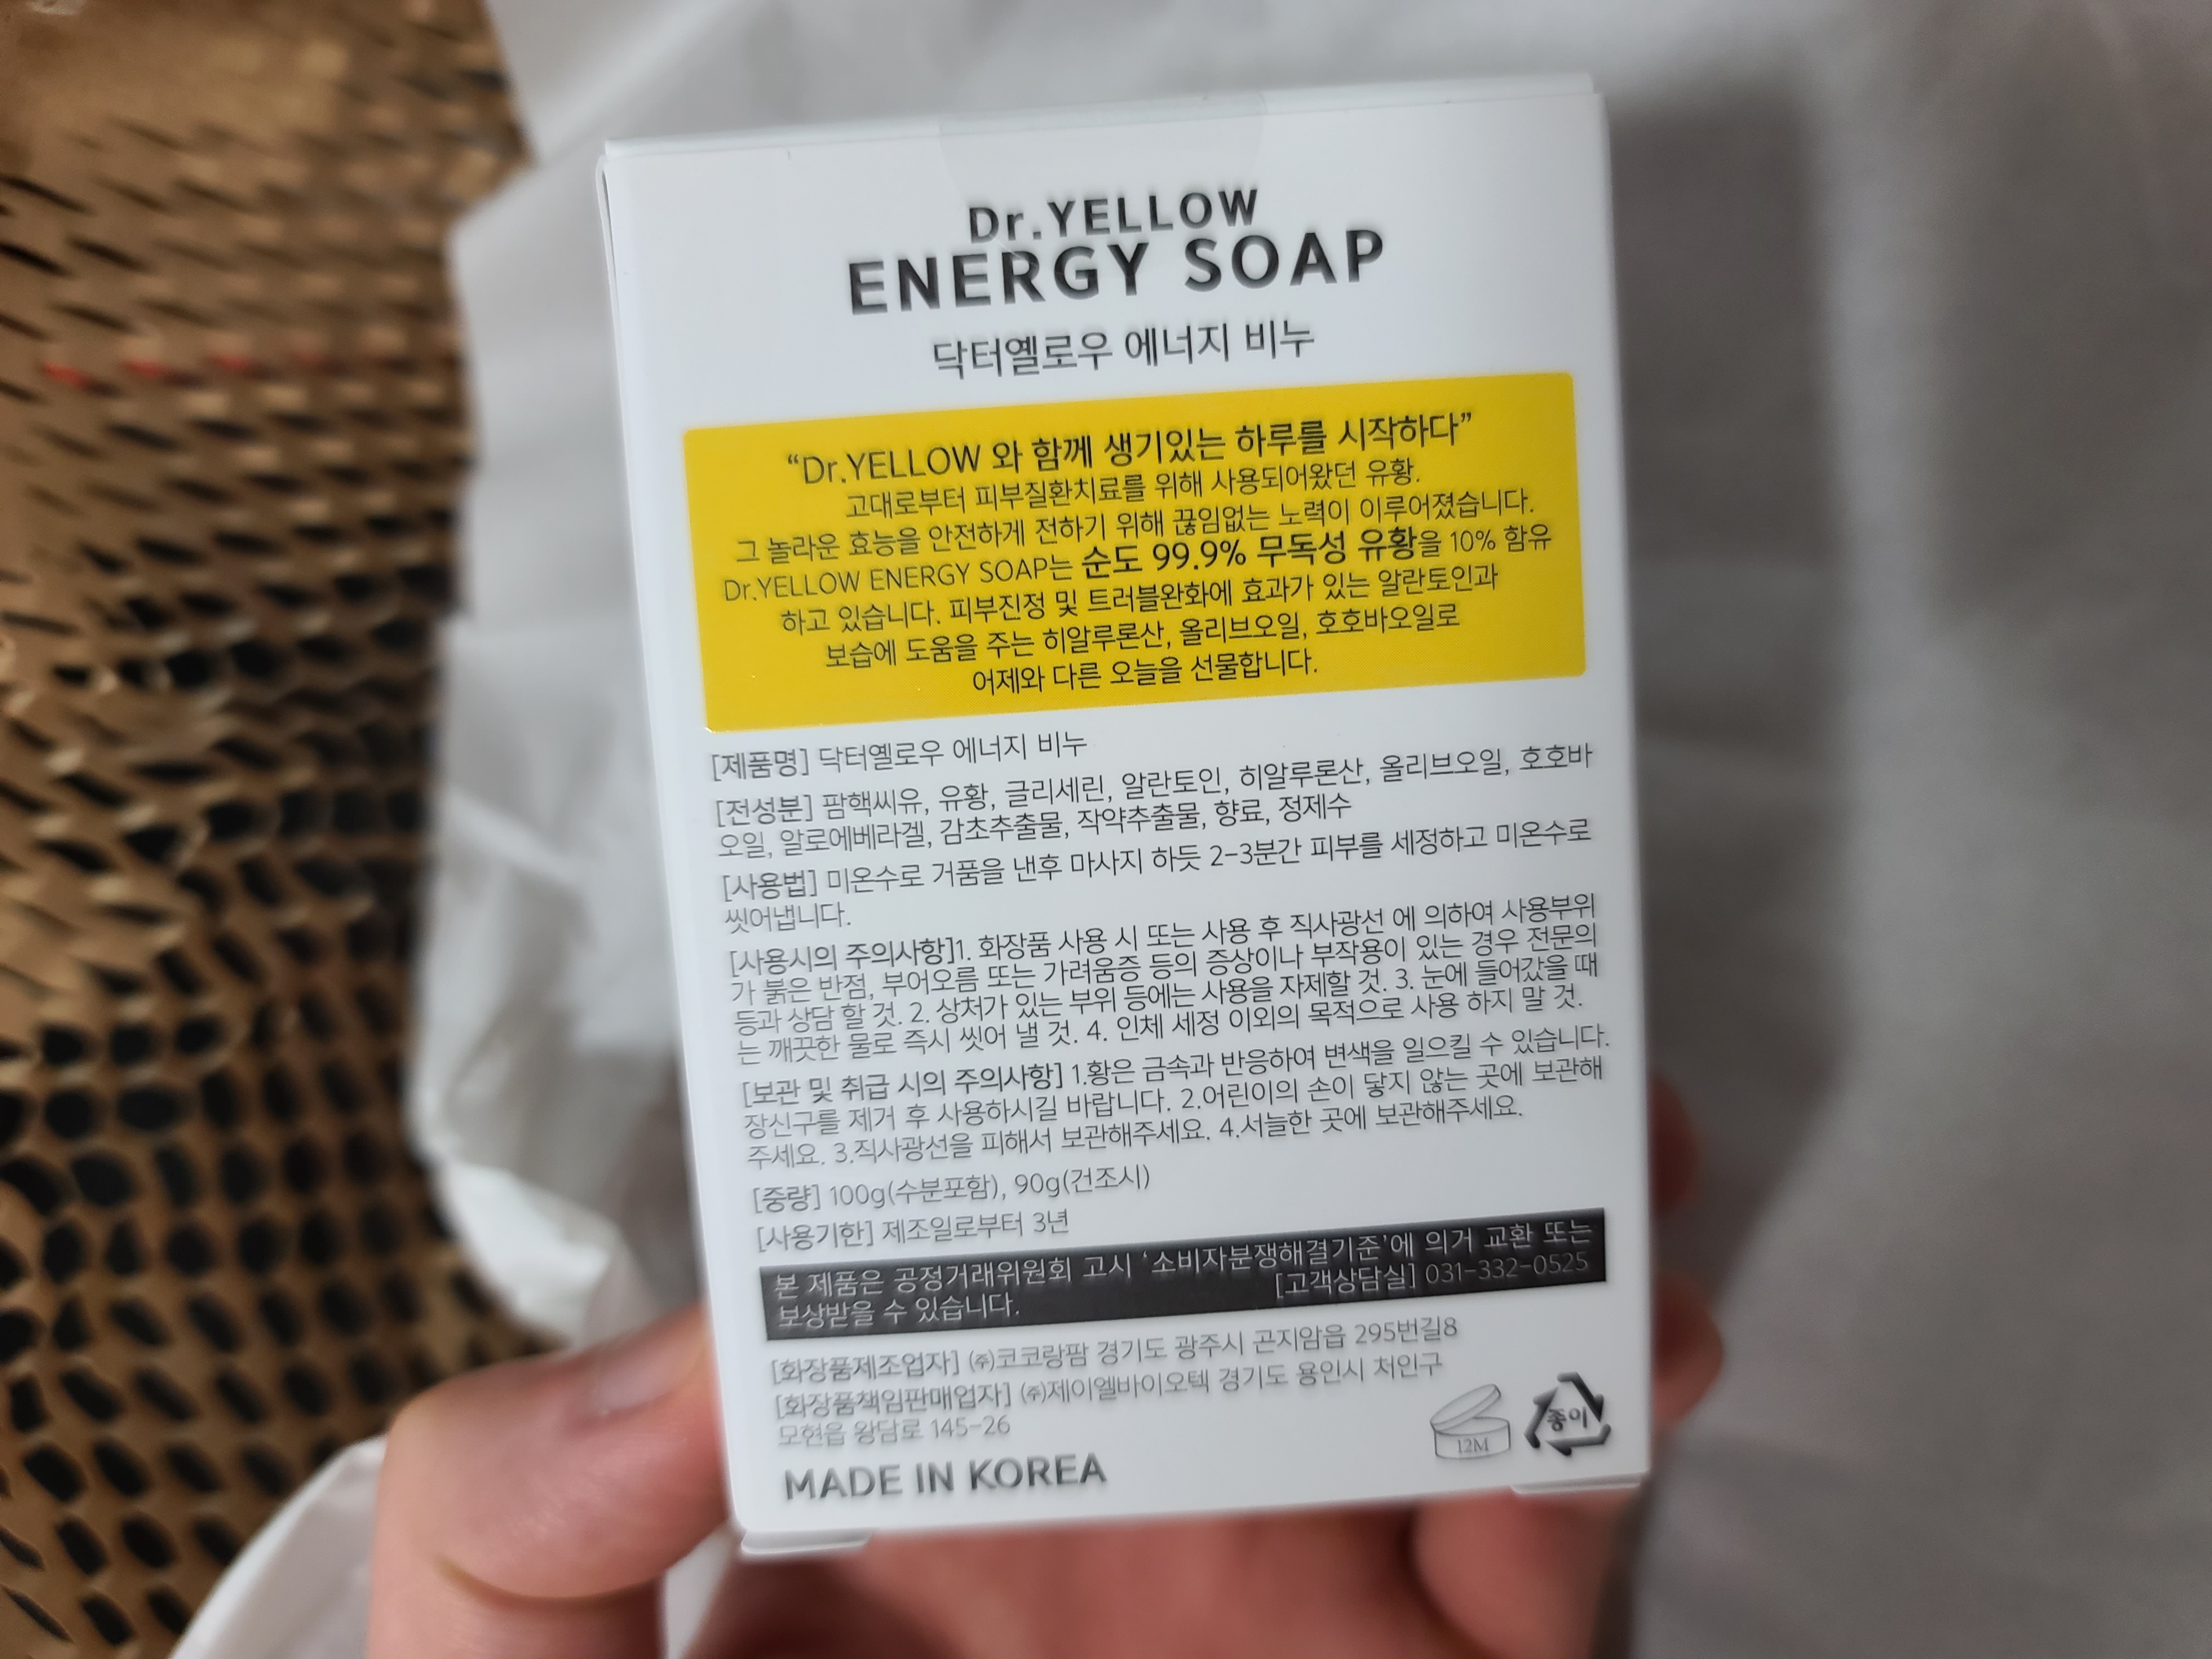 Dr.YELLOW
ENERGY SOAP
닥터옐로우 에너지 비누
“Dr.YELLOW 와 함께 생기있는 하루를 시작하다”
고대로부터 피부질환치료를 위해 사용되어왔던 유황.
그 놀라운 효능을 안전하게 전하기 위해 끊임없는 노력이 이루어졌습니다.
Dr.YELLOW ENERGY SOAP는 순도 99.9% 무독성 유황을 10% 함유
하고 있습니다. 피부진정 및 트러블완화에 효과가 있는 알란토인과
보습에 도움을 주는 히알루론산, 올리브오일, 호호바오일로
어제와 다른 오늘을 선물합니다.
[제품명] 닥터옐로우 에너지 비누
[전성분] 팜핵씨유, 유황, 글리세린, 알란토인, 히알루론산, 올리브오일, 호호바
오일, 알로에베라겔, 감초추출물, 작약추출물, 향료, 정제수
[사용법] 미온수로 거품을 낸후 마사지 하듯 2-3분간 피부를 세정하고 미온수로
씻어냅니다.
[사용시의 주의사항]1. 화장품 사용 시 또는 사용 후 직사광선 에 의하여 사용부위
가 붉은 반점, 부어오름 또는 가려움증 등의 증상이나 부작용이 있는 경우 전문의
등과 상담 할 것. 2. 상처가 있는 부위 등에는 사용을 자제할 것. 3. 눈에 들어갔을 때
는 깨끗한 물로 즉시 씻어 낼 것. 4. 인체 세정 이외의 목적으로 사용 하지 말 것.
[보관 및 취급 시의 주의사항] 1.황은 금속과 반응하여 변색을 일으킬 수 있습니다.
장신구를 제거 후 사용하시길 바랍니다. 2.어린이의 손이 닿지 않는 곳에 보관해
주세요. 3.직사광선을 피해서 보관해주세요. 4.서늘한 곳에 보관해주세요.
[중량] 100g(수분포함), 90g(건조시)
[사용기한] 제조일로부터 3년
본 제품은 공정거래위원회 고시 ‘소비자분쟁해결기준’에 의거 교환 또는
보상받을 수 있습니다. [고객상담실] 031-332-0525
[화장품제조업자] ㈜코코랑팜 경기도 광주시 곤지암읍 295번길8
[화장품책임판매업자] ㈜제이엘바이오텍 경기도 용인시 처인구
모현읍 왕담로 145-26
MADE IN KOREA
12M
종이